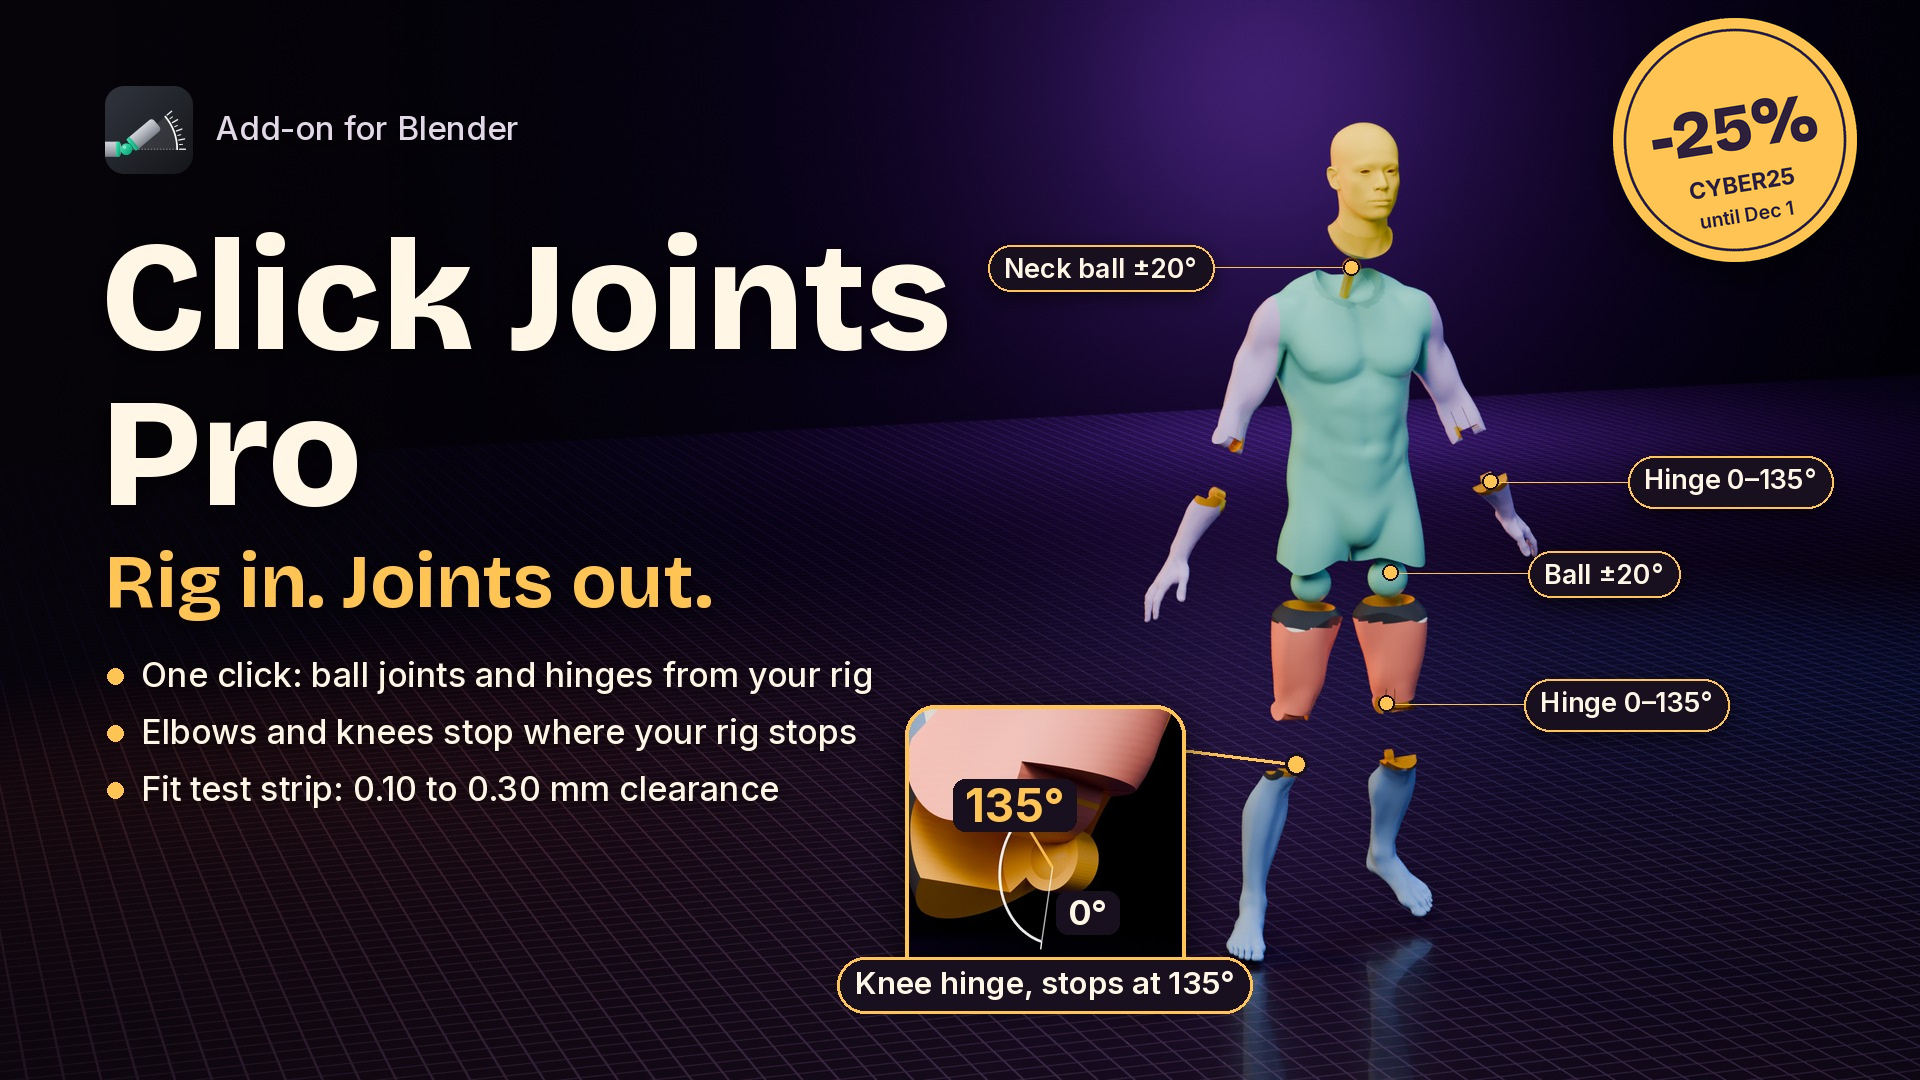 Add-on for Blender
Click Joints
Pro
Rig in. Joints out.
One click: ball joints and hinges from your rig
Elbows and knees stop where your rig stops
Fit test strip: 0.10 to 0.30 mm clearance
-25%
CYBER25
until Dec 1
Neck ball ±20°
Hinge 0–135°
Ball ±20°
Hinge 0–135°
135°
0°
Knee hinge, stops at 135°